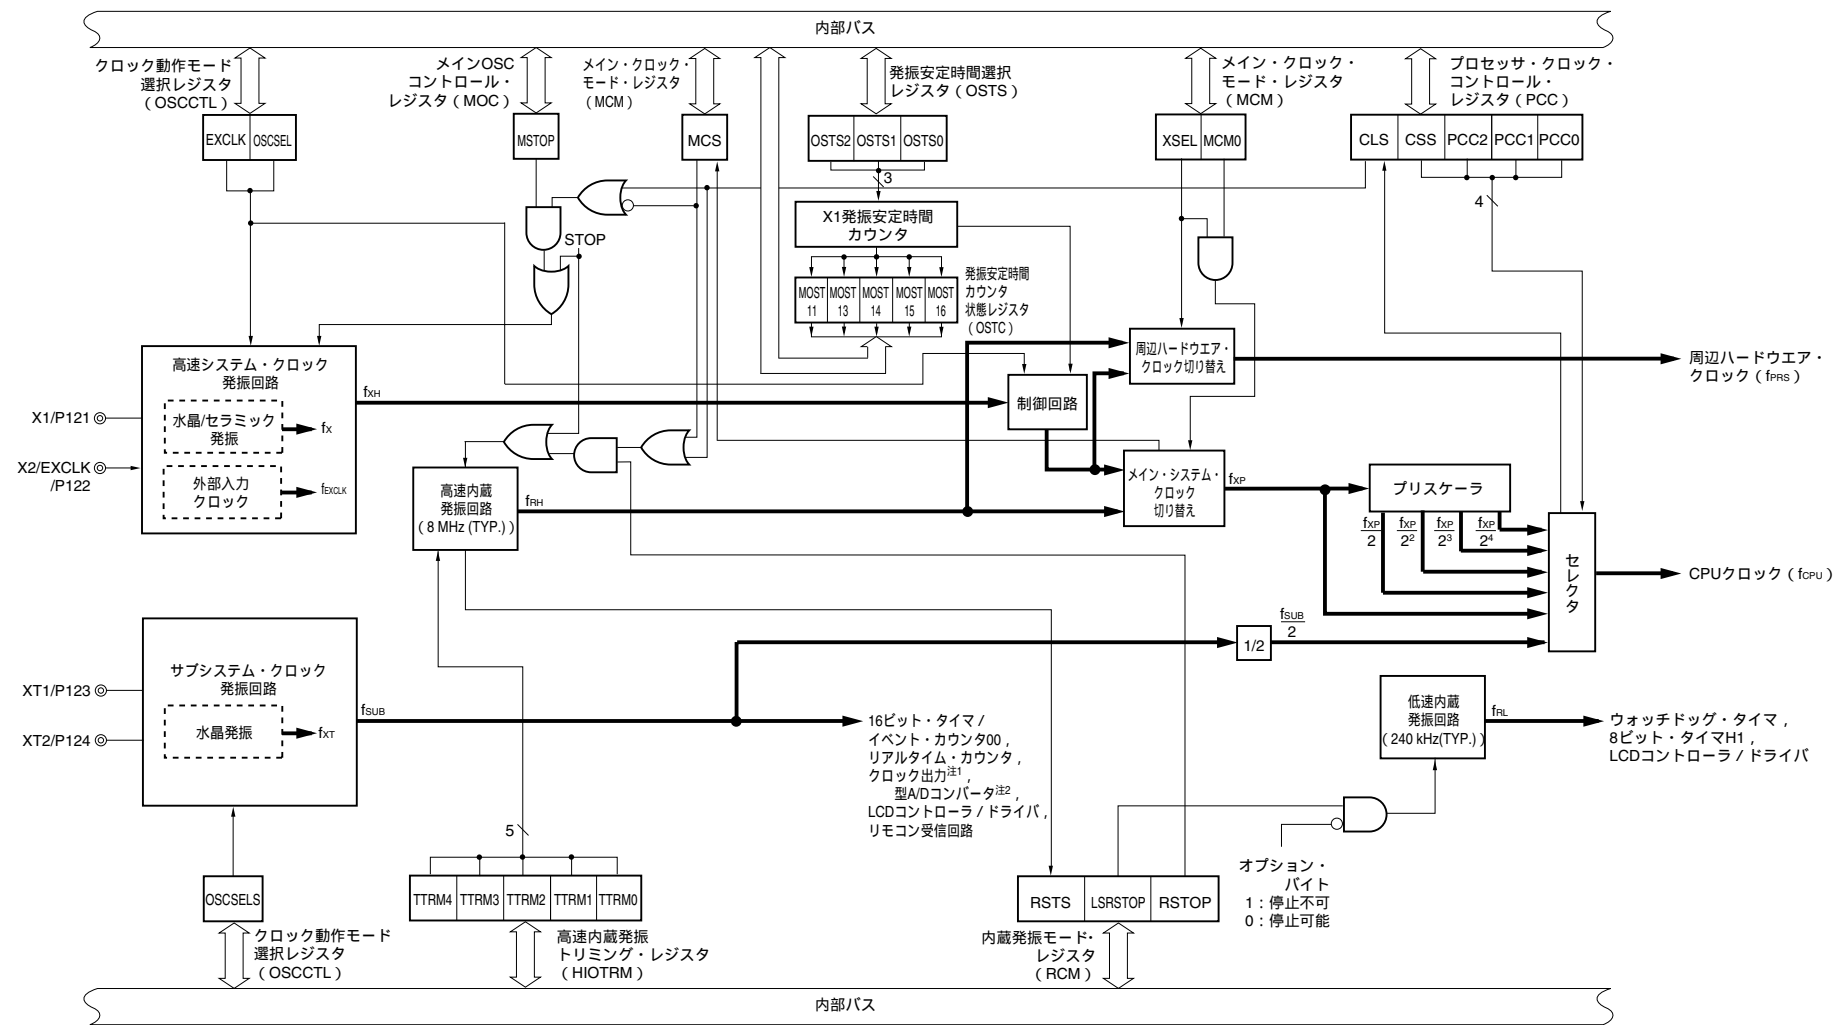 内部バス
クロック動作モード
選択レジスタ
（OSCCTL）
メインOSC
コントロール・
レジスタ（MOC）
メイン・クロック・
モード・レジスタ
（MCM）
発振安定時間選択
レジスタ（OSTS）
メイン・クロック・
モード・レジスタ
（MCM）
プロセッサ・クロック・
コントロール・
レジスタ（PCC）
EXCLK OSCSEL
MSTOP
MCS
OSTS2 OSTS1 OSTS0
XSEL MCM0
CLS CSS PCC2 PCC1 PCC0
3
4
X1発振安定時間
カウンタ
STOP
MOST 11
MOST 13
MOST 14
MOST 15
MOST 16
発振安定時間
カウンタ
状態レジスタ
（OSTC）
高速システム・クロック
発振回路
水晶/セラミック
発振
fX
外部入力
クロック
fEXCLK
X1/P121
X2/EXCLK
/P122
fXH
制御回路
周辺ハードウエア・
クロック切り替え
周辺ハードウエア・
クロック（fPRS）
高速内蔵
発振回路
（8 MHz (TYP.)）
fRH
メイン・システム・
クロック
切り替え
fXP
プリスケーラ
fXP
2
fXP
2²
fXP
2³
fXP
2⁴
セレクタ
CPUクロック（fCPU）
fSUB
2
1/2
サブシステム・クロック
発振回路
水晶発振
fXT
XT1/P123
XT2/P124
fSUB
16ビット・タイマ／
イベント・カウンタ00，
リアルタイム・カウンタ，
クロック出力注1，
型A/Dコンバータ注2，
LCDコントローラ／ドライバ，
リモコン受信回路
低速内蔵
発振回路
（240 kHz(TYP.)）
fRL
ウォッチドッグ・タイマ，
8ビット・タイマH1，
LCDコントローラ／ドライバ
5
オプション・
バイト
1：停止不可
0：停止可能
OSCSELS
TTRM4 TTRM3 TTRM2 TTRM1 TTRM0
RSTS LSRSTOP RSTOP
クロック動作モード
選択レジスタ
（OSCCTL）
高速内蔵発振
トリミング・レジスタ
（HIOTRM）
内蔵発振モード・
レジスタ
（RCM）
内部バス